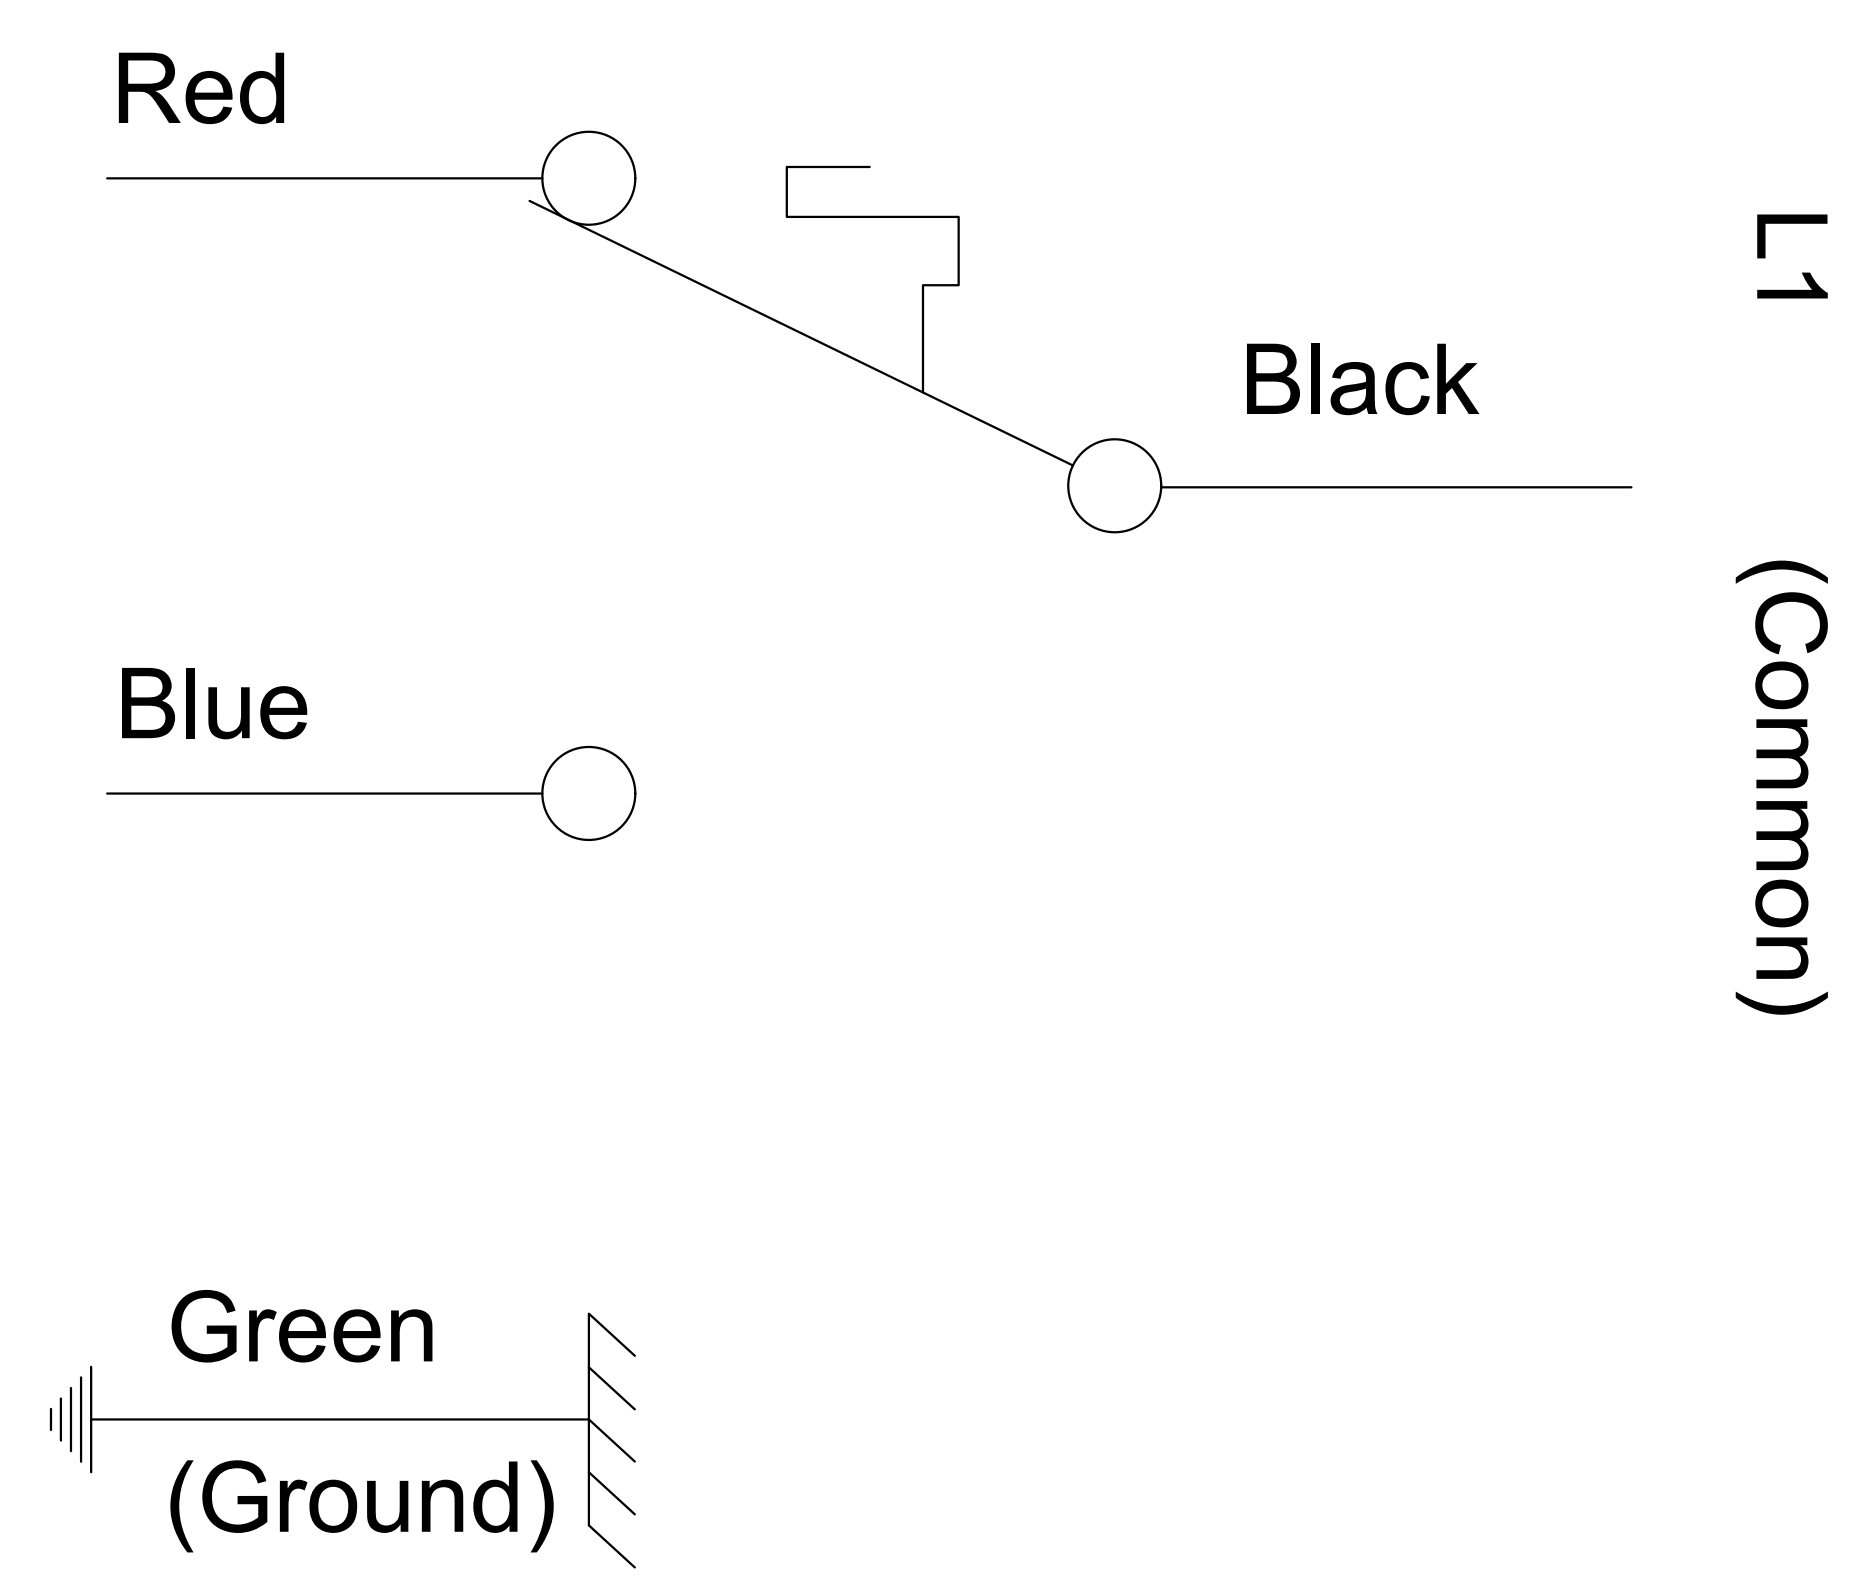 Red
L1
Black
(Common)
Blue
Green
(Ground)